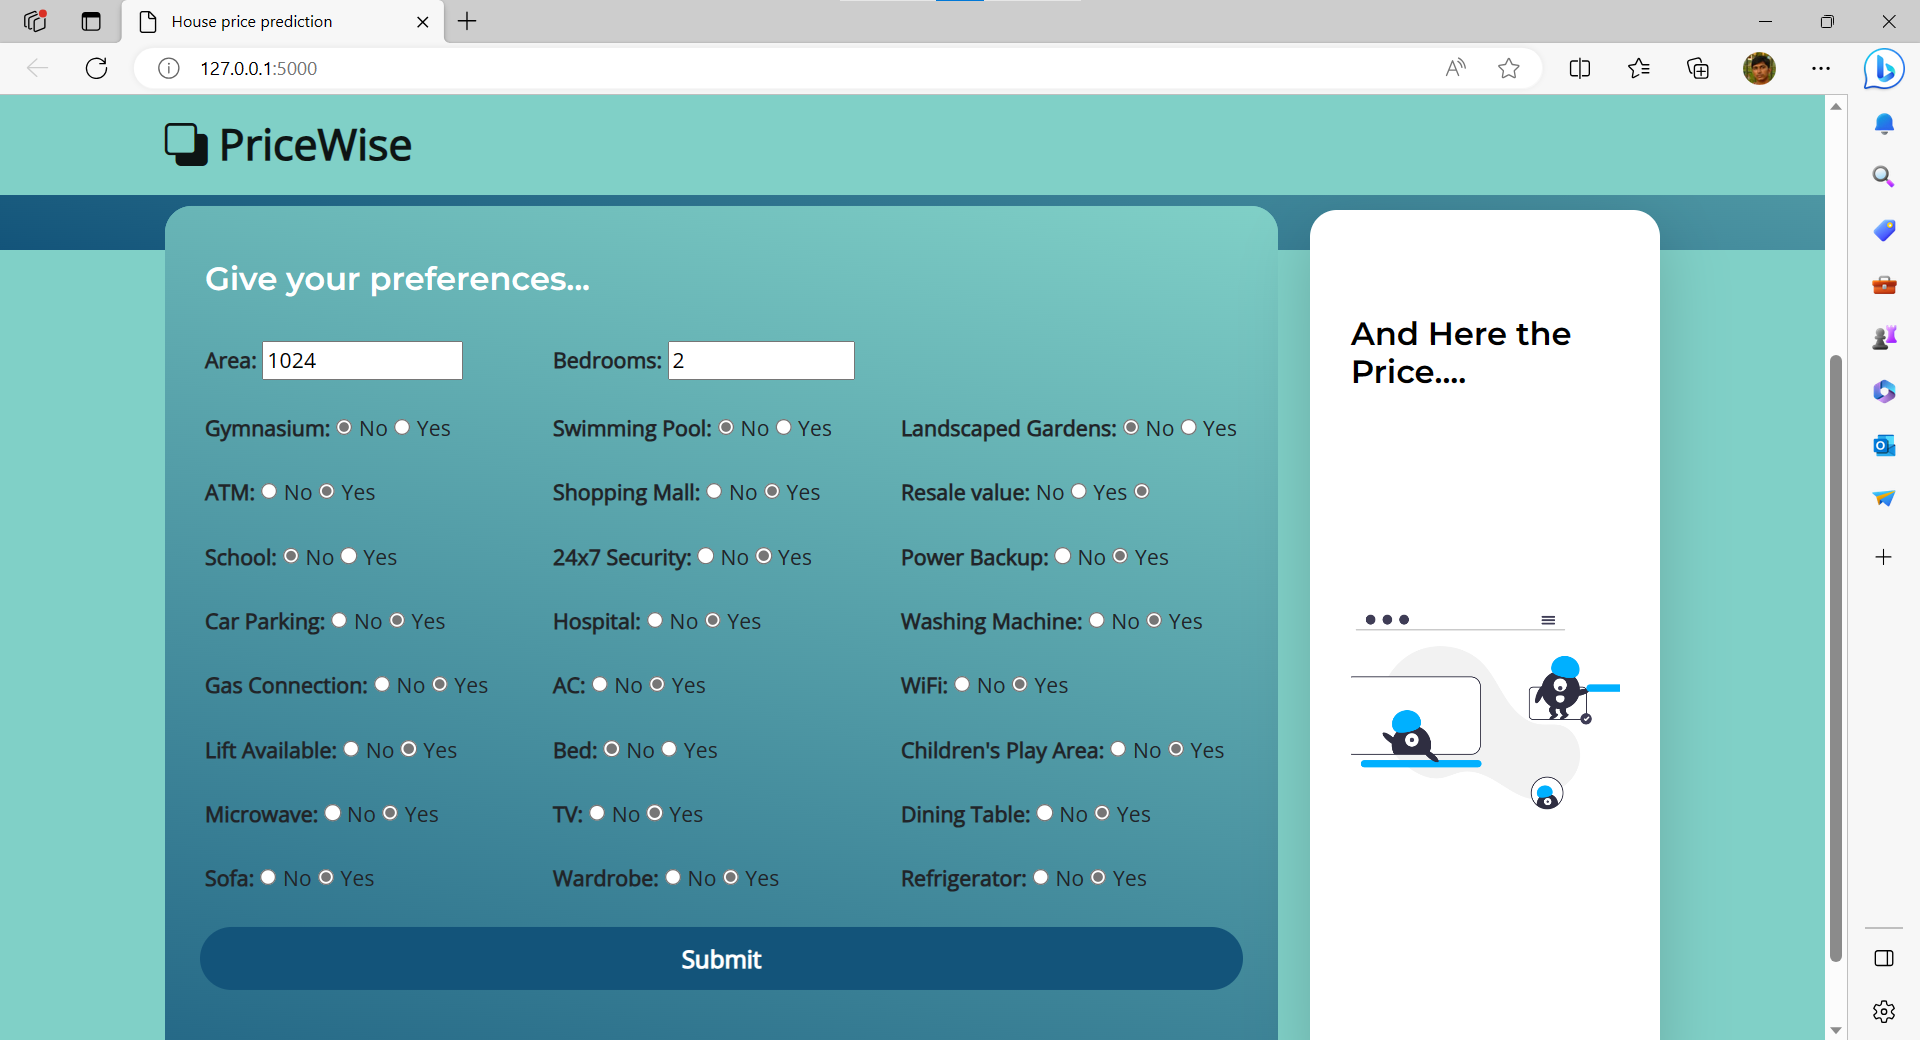 House price prediction
127.0.0.1:5000
PriceWise
Give your preferences...
Area: 1024 Bedrooms: 2
Gymnasium: No Yes Swimming Pool: No Yes Landscaped Gardens: No Yes
ATM: No Yes Shopping Mall: No Yes Resale value: No Yes
School: No Yes 24x7 Security: No Yes Power Backup: No Yes
Car Parking: No Yes Hospital: No Yes Washing Machine: No Yes
Gas Connection: No Yes AC: No Yes WiFi: No Yes
Lift Available: No Yes Bed: No Yes Children's Play Area: No Yes
Microwave: No Yes TV: No Yes Dining Table: No Yes
Sofa: No Yes Wardrobe: No Yes Refrigerator: No Yes
Submit
And Here the
Price....